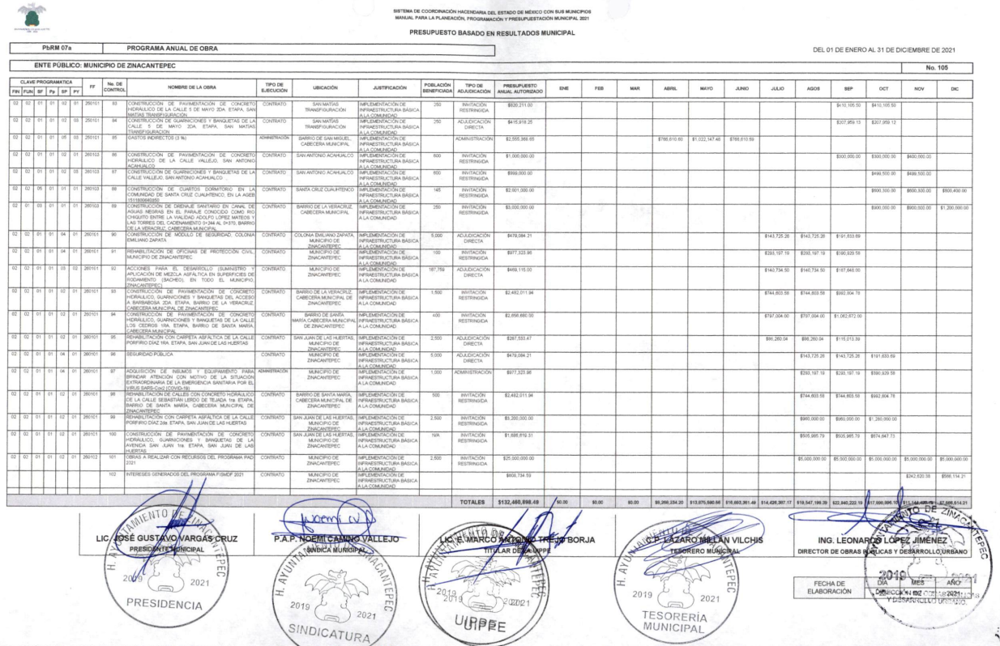 SISTEMA DE COORDINACIÓN HACENDARIA DEL ESTADO DE MÉXICO CON SUS MUNICIPIOS
MANUAL PARA LA PLANEACIÓN, PROGRAMACIÓN Y PRESUPUESTACIÓN MUNICIPAL 2021
PRESUPUESTO BASADO EN RESULTADOS MUNICIPAL
PbRM 07a PROGRAMA ANUAL DE OBRA DEL 01 DE ENERO AL 31 DE DICIEMBRE DE 2021
ENTE PÚBLICO: MUNICIPIO DE ZINACANTEPEC No. 105
CLAVE PROGRAMATICA FF No. DE CONTROL NOMBRE DE LA OBRA TIPO DE EJECUCIÓN UBICACIÓN JUSTIFICACIÓN POBLACIÓN BENEFICIADA TIPO DE ADJUDICACIÓN PRESUPUESTO ANUAL AUTORIZADO ENE FEB MAR ABRIL MAYO JUNIO JULIO AGOS SEP OCT NOV DIC
FIN FUN SF Pp SP PY
02 02 01 01 02 01 260101 83 CONSTRUCCIÓN DE PAVIMENTACIÓN DE CONCRETO HIDRÁULICO DE LA CALLE 5 DE MAYO 2DA. ETAPA, SAN MATÍAS TRANSFIGURACIÓN CONTRATO SAN MATÍAS TRANSFIGURACIÓN IMPLEMENTACIÓN DE INFRAESTRUCTURA BÁSICA A LA COMUNIDAD 250 INVITACIÓN RESTRINGIDA $820,211.00 $410,105.50 $410,105.50
02 02 01 01 02 03 260101 84 CONSTRUCCIÓN DE GUARNICIONES Y BANQUETAS DE LA CALLE 5 DE MAYO 2DA. ETAPA, SAN MATÍAS TRANSFIGURACIÓN CONTRATO SAN MATÍAS TRANSFIGURACIÓN IMPLEMENTACIÓN DE INFRAESTRUCTURA BÁSICA A LA COMUNIDAD 250 ADJUDICACIÓN DIRECTA $415,918.25 $207,959.13 $207,959.12
02 02 01 01 05 03 260101 85 GASTOS INDIRECTOS (3 %) ADMINISTRACIÓN BARRIO DE SAN MIGUEL, CABECERA MUNICIPAL IMPLEMENTACIÓN DE INFRAESTRUCTURA BÁSICA A LA COMUNIDAD ADMINISTRACIÓN $2,555,368.65 $766,610.60 $1,022,147.46 $766,610.59
02 02 01 01 02 01 260103 86 CONSTRUCCIÓN DE PAVIMENTACIÓN DE CONCRETO HIDRÁULICO DE LA CALLE VALLEJO, SAN ANTONIO ACAHUALCO CONTRATO SAN ANTONIO ACAHUALCO IMPLEMENTACIÓN DE INFRAESTRUCTURA BÁSICA A LA COMUNIDAD 600 INVITACIÓN RESTRINGIDA $1,000,000.00 $300,000.00 $300,000.00 $400,000.00
02 02 01 01 02 03 260103 87 CONSTRUCCIÓN DE GUARNICIONES Y BANQUETAS DE LA CALLE VALLEJO, SAN ANTONIO ACAHUALCO CONTRATO SAN ANTONIO ACAHUALCO IMPLEMENTACIÓN DE INFRAESTRUCTURA BÁSICA A LA COMUNIDAD 600 INVITACIÓN RESTRINGIDA $999,000.00 $499,500.00 $499,500.00
02 02 05 01 01 01 260103 88 CONSTRUCCIÓN DE CUARTOS DORMITORIO EN LA COMUNIDAD DE SANTA CRUZ CUAUHTENCO, EN LA AGEB CONTRATO SANTA CRUZ CUAUHTENCO IMPLEMENTACIÓN DE INFRAESTRUCTURA BÁSICA A LA COMUNIDAD 145 INVITACIÓN RESTRINGIDA $2,001,000.00 $600,300.00 $600,300.00 $800,400.00
02 01 03 01 01 01 260103 89 CONSTRUCCIÓN DE DRENAJE SANITARIO EN CANAL DE AGUAS NEGRAS EN EL PARAJE CONOCIDO COMO RIO CHIQUITO ENTRE LA VIALIDAD ADOLFO LÓPEZ MATEOS Y LAS TORRES DEL CADENAMIENTO 0+344 AL 0+570, BARRIO DE LA VERACRUZ, CABECERA MUNICIPAL CONTRATO BARRIO DE LA VERACRUZ, CABECERA MUNICIPAL IMPLEMENTACIÓN DE INFRAESTRUCTURA BÁSICA A LA COMUNIDAD 250 INVITACIÓN RESTRINGIDA $3,000,000.00 $900,000.00 $900,000.00 $1,200,000.00
02 02 01 01 04 01 260101 90 CONSTRUCCIÓN DE MÓDULO DE SEGURIDAD, COLONIA EMILIANO ZAPATA CONTRATO COLONIA EMILIANO ZAPATA, MUNICIPIO DE ZINACANTEPEC IMPLEMENTACIÓN DE INFRAESTRUCTURA BÁSICA A LA COMUNIDAD 5,000 ADJUDICACIÓN DIRECTA $479,084.21 $143,725.26 $143,725.26 $191,633.69
02 02 01 01 04 01 260101 91 REHABILITACIÓN DE OFICINAS DE PROTECCIÓN CIVIL, MUNICIPIO DE ZINACANTEPEC CONTRATO MUNICIPIO DE ZINACANTEPEC IMPLEMENTACIÓN DE INFRAESTRUCTURA BÁSICA A LA COMUNIDAD 100 INVITACIÓN RESTRINGIDA $977,323.96 $293,197.19 $293,197.19 $390,929.58
02 02 01 01 03 02 260101 92 ACCIONES PARA EL DESARROLLO (SUMINISTRO Y APLICACIÓN DE MEZCLA ASFÁLTICA EN SUPERFICIES DE RODAMIENTO (BACHEO), EN TODO EL MUNICIPIO, ZINACANTEPEC) CONTRATO MUNICIPIO DE ZINACANTEPEC IMPLEMENTACIÓN DE INFRAESTRUCTURA BÁSICA A LA COMUNIDAD 167,759 ADJUDICACIÓN DIRECTA $469,115.00 $140,734.50 $140,734.50 $187,646.00
02 02 01 01 02 01 260101 93 CONSTRUCCIÓN DE PAVIMENTACIÓN DE CONCRETO HIDRÁULICO, GUARNICIONES Y BANQUETAS DEL ACCESO A BARBABOSA 2DA. ETAPA, BARRIO DE LA VERACRUZ, CABECERA MUNICIPAL DE ZINACANTEPEC CONTRATO BARRIO DE LA VERACRUZ, CABECERA MUNICIPAL DE ZINACANTEPEC IMPLEMENTACIÓN DE INFRAESTRUCTURA BÁSICA A LA COMUNIDAD 1,500 INVITACIÓN RESTRINGIDA $2,482,011.94 $744,603.58 $744,603.58 $992,804.78
02 02 01 01 02 01 260101 94 CONSTRUCCIÓN DE PAVIMENTACIÓN DE CONCRETO HIDRÁULICO, GUARNICIONES Y BANQUETAS DE LA CALLE LOS CEDROS 1RA. ETAPA, BARRIO DE SANTA MARÍA, CABECERA MUNICIPAL CONTRATO BARRIO DE SANTA MARÍA, CABECERA MUNICIPAL DE ZINACANTEPEC IMPLEMENTACIÓN DE INFRAESTRUCTURA BÁSICA A LA COMUNIDAD 400 INVITACIÓN RESTRINGIDA $2,656,680.00 $797,004.00 $797,004.00 $1,062,672.00
02 02 01 01 02 01 260101 95 REHABILITACIÓN CON CARPETA ASFÁLTICA DE LA CALLE PORFIRIO DÍAZ 1RA. ETAPA, SAN JUAN DE LAS HUERTAS CONTRATO SAN JUAN DE LAS HUERTAS, MUNICIPIO DE ZINACANTEPEC IMPLEMENTACIÓN DE INFRAESTRUCTURA BÁSICA A LA COMUNIDAD 2,500 ADJUDICACIÓN DIRECTA $287,533.47 $86,260.04 $86,260.04 $115,013.39
02 02 01 01 04 01 260101 96 SEGURIDAD PÚBLICA CONTRATO MUNICIPIO DE ZINACANTEPEC IMPLEMENTACIÓN DE INFRAESTRUCTURA BÁSICA A LA COMUNIDAD 5,000 ADJUDICACIÓN DIRECTA $479,084.21 $143,725.26 $143,725.26 $191,633.69
02 02 01 01 04 01 260101 97 ADQUISICIÓN DE INSUMOS Y EQUIPAMIENTO PARA BRINDAR ATENCIÓN CON MOTIVO DE LA SITUACIÓN EXTRAORDINARIA DE LA EMERGENCIA SANITARIA POR EL VIRUS SARS-Cov2 (COVID-19) ADMINISTRACIÓN MUNICIPIO DE ZINACANTEPEC IMPLEMENTACIÓN DE INFRAESTRUCTURA BÁSICA A LA COMUNIDAD 1,000 ADMINISTRACIÓN $977,323.96 $293,197.19 $293,197.19 $390,929.58
02 02 01 01 02 01 260101 98 REHABILITACIÓN DE CALLES CON CONCRETO HIDRÁULICO DE LA CALLE SEBASTIÁN LERDO DE TEJADA 1ra ETAPA, BARRIO DE SANTA MARÍA, CABECERA MUNICIPAL DE ZINACANTEPEC CONTRATO BARRIO DE SANTA MARÍA, CABECERA MUNICIPAL DE ZINACANTEPEC IMPLEMENTACIÓN DE INFRAESTRUCTURA BÁSICA A LA COMUNIDAD 500 INVITACIÓN RESTRINGIDA $2,482,011.94 $744,603.58 $744,603.58 $992,804.78
02 02 01 01 02 01 260101 99 REHABILITACIÓN CON CARPETA ASFÁLTICA DE LA CALLE PORFIRIO DÍAZ 2da. ETAPA, SAN JUAN DE LAS HUERTAS CONTRATO SAN JUAN DE LAS HUERTAS, MUNICIPIO DE ZINACANTEPEC IMPLEMENTACIÓN DE INFRAESTRUCTURA BÁSICA A LA COMUNIDAD 2,500 INVITACIÓN RESTRINGIDA $3,200,000.00 $960,000.00 $960,000.00 $1,280,000.00
02 02 01 01 02 01 260101 100 CONSTRUCCIÓN DE PAVIMENTACIÓN DE CONCRETO HIDRÁULICO, GUARNICIONES Y BANQUETAS DE LA AVENIDA SAN JUAN 1ra. ETAPA, SAN JUAN DE LAS HUERTAS CONTRATO SAN JUAN DE LAS HUERTAS, MUNICIPIO DE ZINACANTEPEC IMPLEMENTACIÓN DE INFRAESTRUCTURA BÁSICA A LA COMUNIDAD N/A INVITACIÓN RESTRINGIDA $1,686,619.31 $505,985.79 $505,985.79 $674,647.73
02 02 01 01 02 01 260102 101 OBRAS A REALIZAR CON RECURSOS DEL PROGRAMA PAD 2021 CONTRATO MUNICIPIO DE ZINACANTEPEC IMPLEMENTACIÓN DE INFRAESTRUCTURA BÁSICA A LA COMUNIDAD 2,500 INVITACIÓN RESTRINGIDA $25,000,000.00 $5,000,000.00 $5,000,000.00 $5,000,000.00 $5,000,000.00 $5,000,000.00
102 INTERESES GENERADOS DEL PROGRAMA FISMDF 2021 CONTRATO MUNICIPIO DE ZINACANTEPEC IMPLEMENTACIÓN DE INFRAESTRUCTURA BÁSICA A LA COMUNIDAD $808,734.59 $242,620.38 $566,114.21
TOTALES $132,460,898.49 $0.00 $0.00 $0.00
LIC. JOSÉ GUSTAVO VARGAS CRUZ
PRESIDENTE MUNICIPAL
P.A.P. NOEMI CAMINO VALLEJO
SÍNDICA MUNICIPAL
LIC. E. MARCO ANTONIO TREJO BORJA
TITULAR DE LA UIPPE
C.P. LÁZARO MILLÁN VILCHIS
TESORERO MUNICIPAL
ING. LEONARDO LÓPEZ JIMÉNEZ
DIRECTOR DE OBRAS PÚBLICAS Y DESARROLLO URBANO
FECHA DE ELABORACIÓN DÍA MES AÑO
02 2021
H. AYUNTAMIENTO DE ZINACANTEPEC
2019 2021
PRESIDENCIA
H. AYUNTAMIENTO DE ZINACANTEPEC
2019 2021
SINDICATURA
H. AYUNTAMIENTO DE
2019 2021
UIPPE
H. AYUNTAMIENTO DE
2019 2021
TESORERÍA
MUNICIPAL
DE ZINACANTEPEC
2019 2021
Y DESARROLLO URBANO.